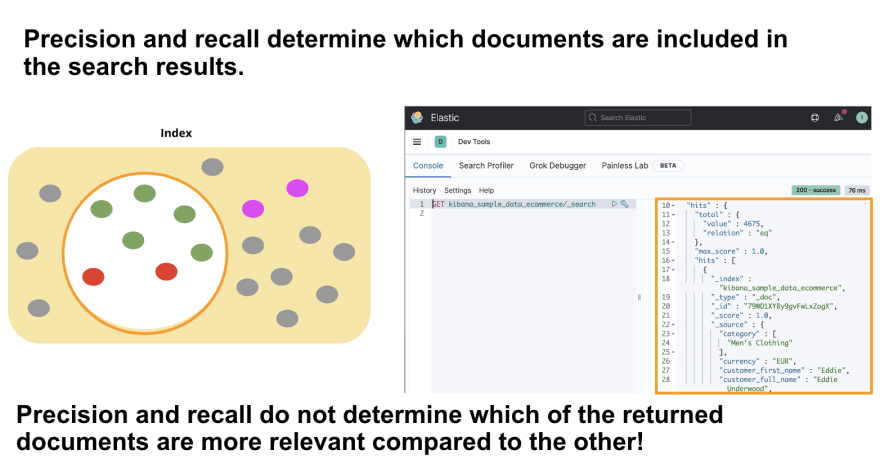 Precision and recall determine which documents are included in
the search results.
Index
Elastic
Search Elastic
D
Dev Tools
Console Search Profiler Grok Debugger Painless Lab BETA
History Settings Help
200 - success 76 ms
1 GET kibana_sample_data_ecommerce/_search
2
10 "hits" : {
11 "total" : {
12 "value" : 4675,
13 "relation" : "eq"
14 },
15 "max_score" : 1.0,
16 "hits" : [
17 {
18 "_index" :
"kibana_sample_data_ecommerce",
19 "_type" : "_doc",
20 "_id" : "79WD1XY8y9gvFwLxZogX",
21 "_score" : 1.0,
22 "_source" : {
23 "category" : [
24 "Men's Clothing"
25 ],
26 "currency" : "EUR",
27 "customer_first_name" : "Eddie",
28 "customer_full_name" : "Eddie
Underwood",
Precision and recall do not determine which of the returned
documents are more relevant compared to the other!